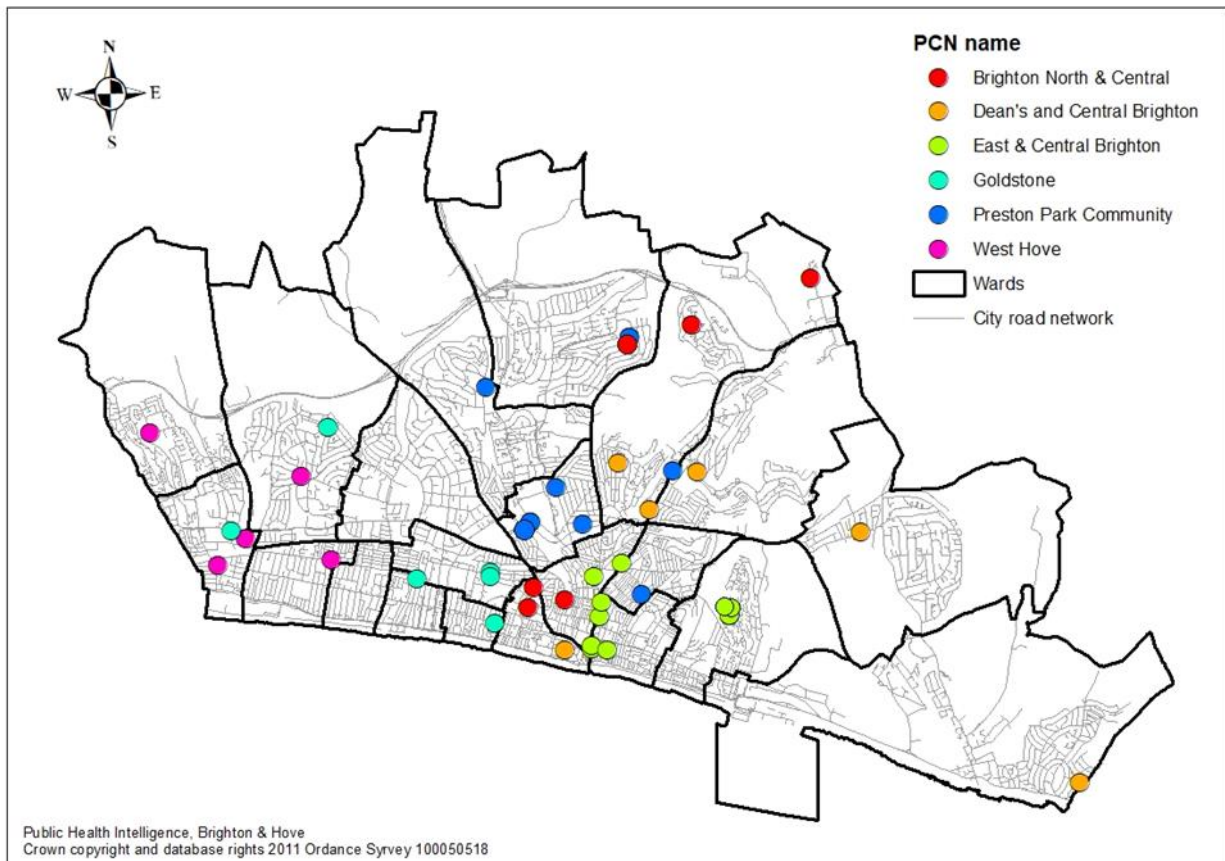 N
W E
S
PCN name
Brighton North & Central
Dean's and Central Brighton
East & Central Brighton
Goldstone
Preston Park Community
West Hove
Wards
City road network
Public Health Intelligence, Brighton & Hove
Crown copyright and database rights 2011 Ordance Syrvey 100050518